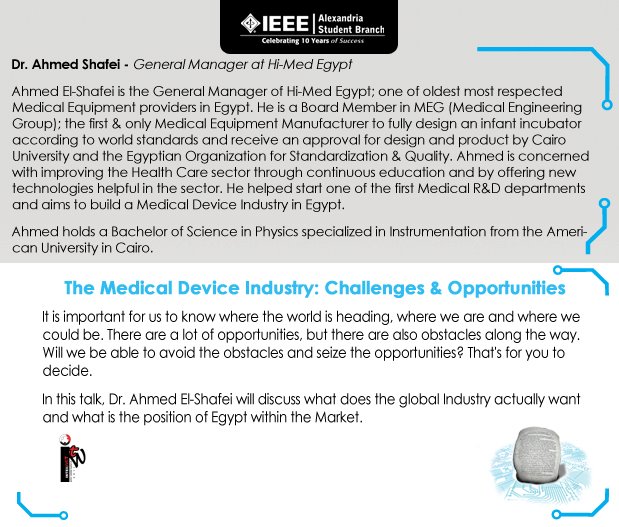 IEEE
Alexandria
Student Branch
Celebrating 10 Years of Success
Dr. Ahmed Shafei - General Manager at Hi-Med Egypt
Ahmed El-Shafei is the General Manager of Hi-Med Egypt; one of oldest most respected
Medical Equipment providers in Egypt. He is a Board Member in MEG (Medical Engineering
Group); the first & only Medical Equipment Manufacturer to fully design an infant incubator
according to world standards and receive an approval for design and product by Cairo
University and the Egyptian Organization for Standardization & Quality. Ahmed is concerned
with improving the Health Care sector through continuous education and by offering new
technologies helpful in the sector. He helped start one of the first Medical R&D departments
and aims to build a Medical Device Industry in Egypt.
Ahmed holds a Bachelor of Science in Physics specialized in Instrumentation from the Ameri-
can University in Cairo.
The Medical Device Industry: Challenges & Opportunities
It is important for us to know where the world is heading, where we are and where we
could be. There are a lot of opportunities, but there are also obstacles along the way.
Will we be able to avoid the obstacles and seize the opportunities? That's for you to
decide.
In this talk, Dr. Ahmed El-Shafei will discuss what does the global Industry actually want
and what is the position of Egypt within the Market.